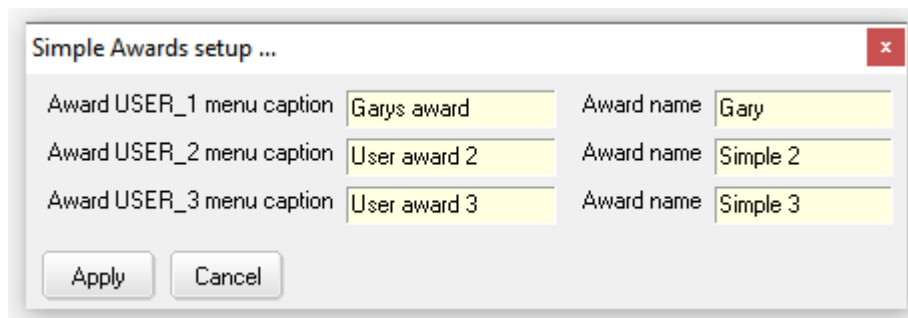 Simple Awards setup ...
x
Award USER_1 menu caption Garys award Award name Gary
Award USER_2 menu caption User award 2 Award name Simple 2
Award USER_3 menu caption User award 3 Award name Simple 3
Apply Cancel